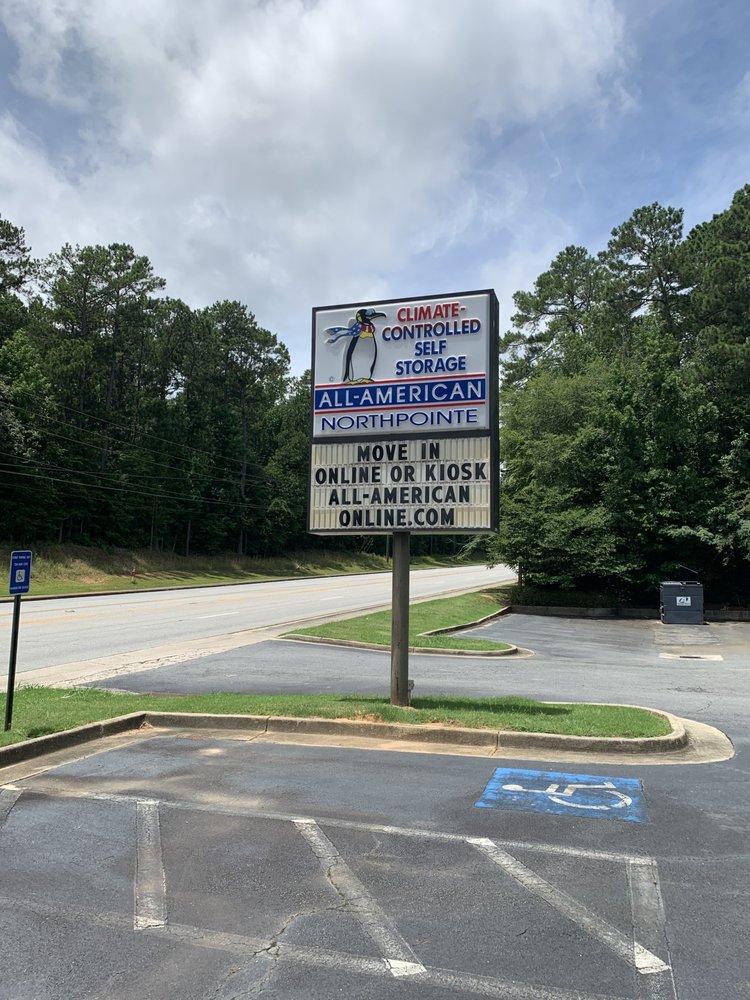 CLIMATE-
CONTROLLED
SELF
STORAGE
©
ALL-AMERICAN
NORTHPOINTE
MOVE IN
ONLINE OR KIOSK
ALL-AMERICAN
ONLINE.COM